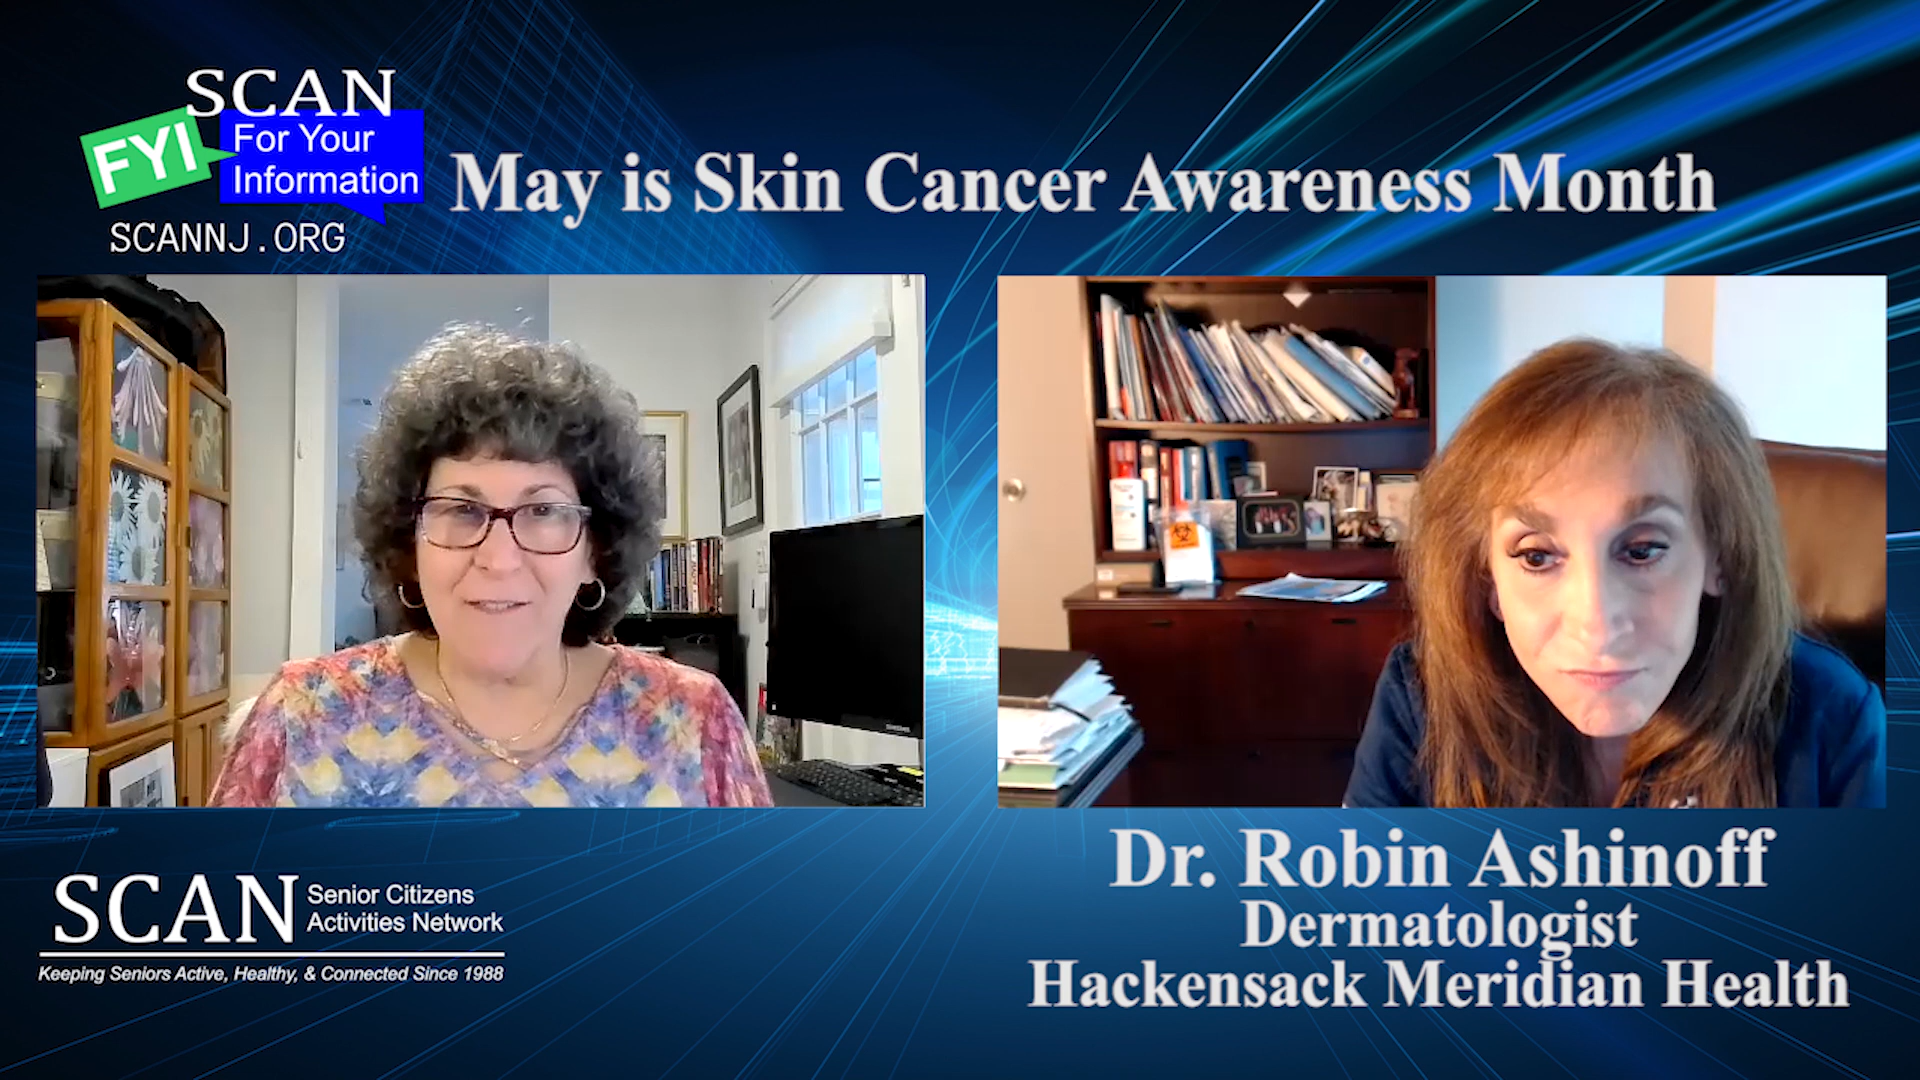 SCAN
FYI
For Your
Information
SCANNJ.ORG
May is Skin Cancer Awareness Month
SCAN
Senior Citizens
Activities Network
Keeping Seniors Active, Healthy, & Connected Since 1988
Dr. Robin Ashinoff
Dermatologist
Hackensack Meridian Health